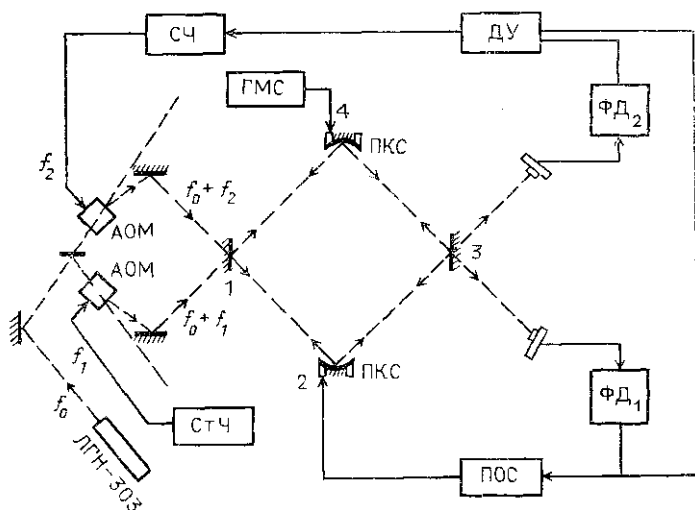 СЧ
ДУ
ГМС
4
ПКС
ФД₂
f₂
АОМ
f₀ + f₂
АОМ
1
3
f₀ + f₁
f₁
2
ПКС
f₀
ЛГН-303
СтЧ
ПОС
ФД₁